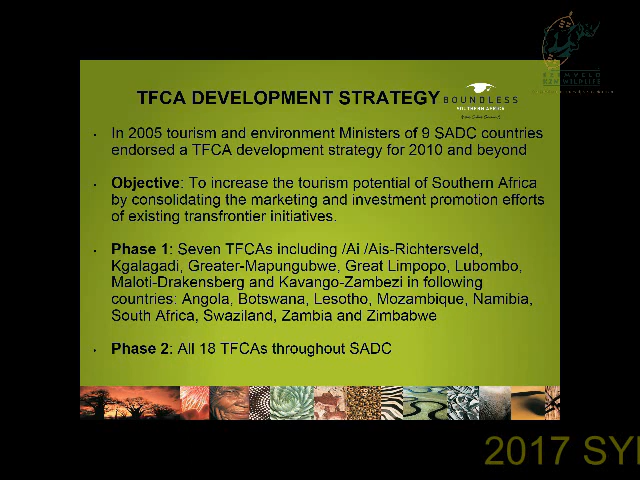 TFCA DEVELOPMENT STRATEGY
BOUNDLESS
SOUTHERN AFRICA
• In 2005 tourism and environment Ministers of 9 SADC countries
endorsed a TFCA development strategy for 2010 and beyond
• Objective: To increase the tourism potential of Southern Africa
by consolidating the marketing and investment promotion efforts
of existing transfrontier initiatives.
• Phase 1: Seven TFCAs including /Ai /Ais-Richtersveld,
Kgalagadi, Greater-Mapungubwe, Great Limpopo, Lubombo,
Maloti-Drakensberg and Kavango-Zambezi in following
countries: Angola, Botswana, Lesotho, Mozambique, Namibia,
South Africa, Swaziland, Zambia and Zimbabwe
• Phase 2: All 18 TFCAs throughout SADC
2017 SY